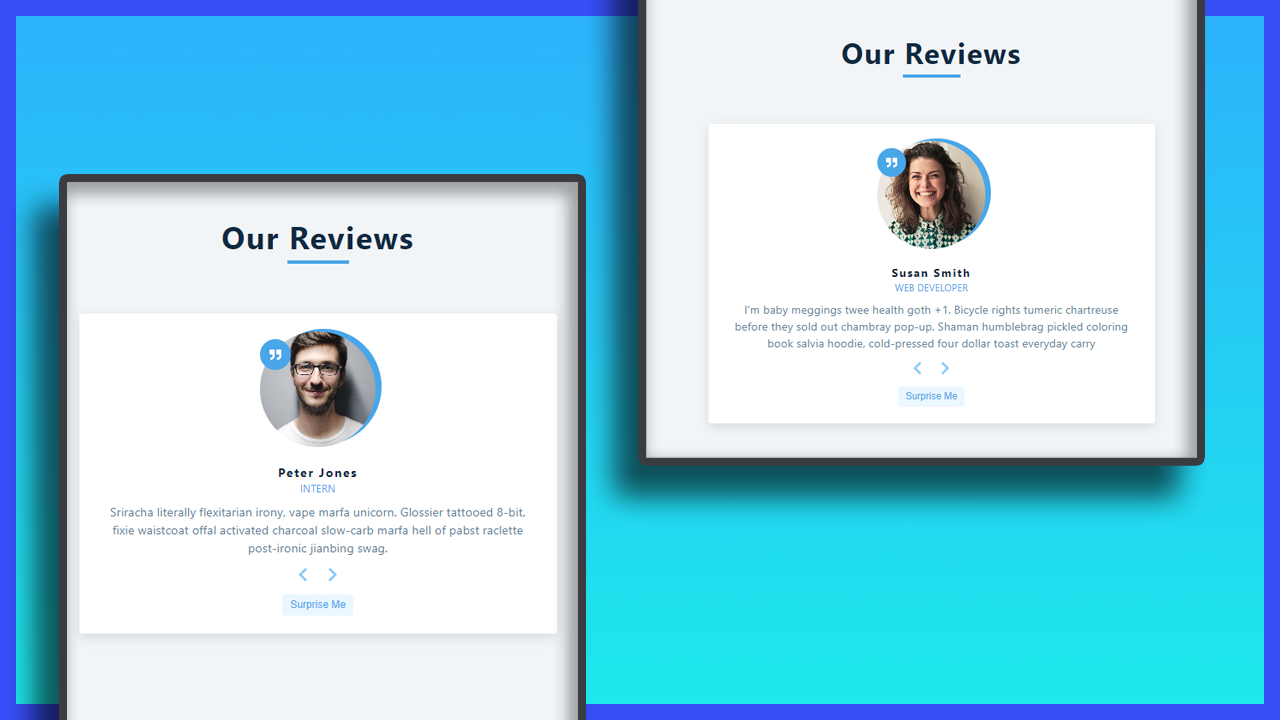 Our Reviews
Peter Jones
INTERN
Sriracha literally flexitarian irony, vape marfa unicorn. Glossier tattooed 8-bit,
fixie waistcoat offal activated charcoal slow-carb marfa hell of pabst raclette
post-ironic jianbing swag.
Surprise Me
Our Reviews
Susan Smith
WEB DEVELOPER
I'm baby meggings twee health goth +1. Bicycle rights tumeric chartreuse
before they sold out chambray pop-up. Shaman humblebrag pickled coloring
book salvia hoodie, cold-pressed four dollar toast everyday carry
Surprise Me